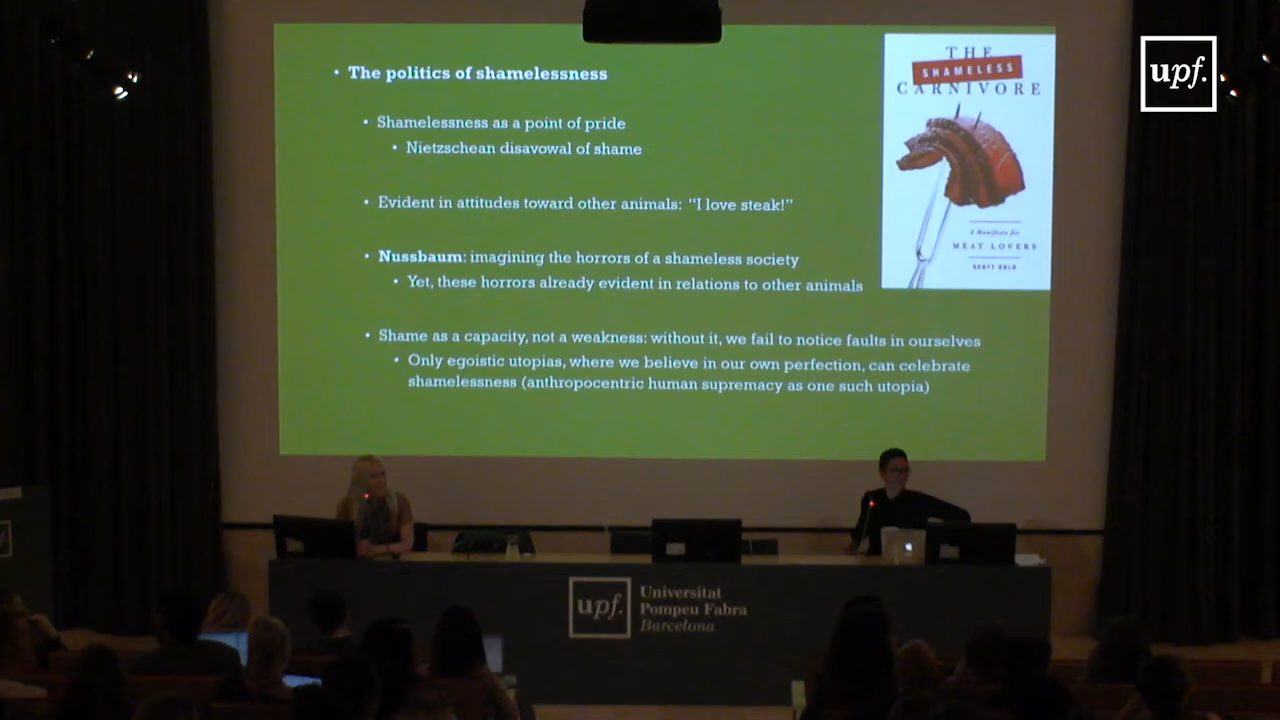 • The politics of shamelessness
• Shamelessness as a point of pride
• Nietzschean disavowal of shame
• Evident in attitudes toward other animals: “I love steak!”
• Nussbaum: imagining the horrors of a shameless society
• Yet, these horrors already evident in relations to other animals
• Shame as a capacity, not a weakness: without it, we fail to notice faults in ourselves
• Only egoistic utopias, where we believe in our own perfection, can celebrate
shamelessness (anthropocentric human supremacy as one such utopia)
THE
SHAMELESS
CARNIVORE
A Manifesto for
MEAT LOVERS
SCOTT GOLD
upf.
upf.
Universitat
Pompeu Fabra
Barcelona